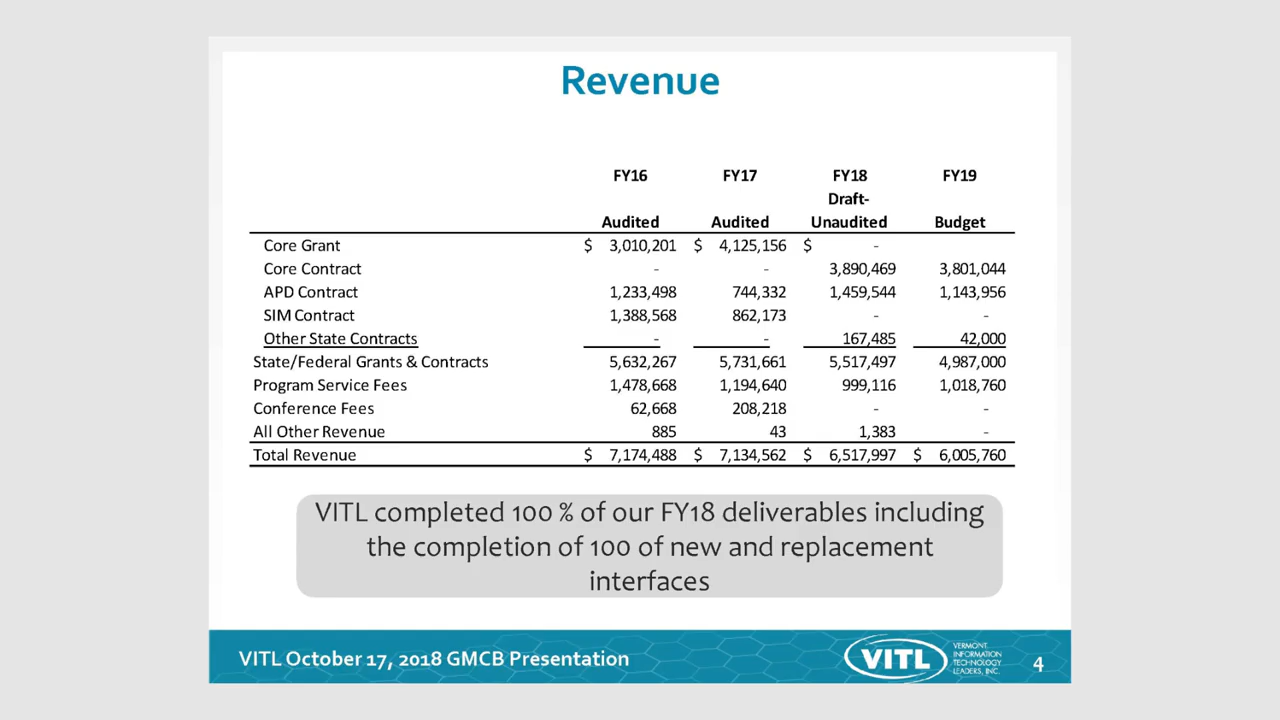 Revenue
FY16 FY17 FY18 FY19
Draft-
Audited Audited Unaudited Budget
Core Grant $ 3,010,201 $ 4,125,156 $ -
Core Contract - - 3,890,469 3,801,044
APD Contract 1,233,498 744,332 1,459,544 1,143,956
SIM Contract 1,388,568 862,173 - -
Other State Contracts - - 167,485 42,000
State/Federal Grants & Contracts 5,632,267 5,731,661 5,517,497 4,987,000
Program Service Fees 1,478,668 1,194,640 999,116 1,018,760
Conference Fees 62,668 208,218 - -
All Other Revenue 885 43 1,383 -
Total Revenue $ 7,174,488 $ 7,134,562 $ 6,517,997 $ 6,005,760
VITL completed 100 % of our FY18 deliverables including
the completion of 100 of new and replacement
interfaces
VITL October 17, 2018 GMCB Presentation
VITL
VERMONT
INFORMATION
TECHNOLOGY
LEADERS, INC.
4